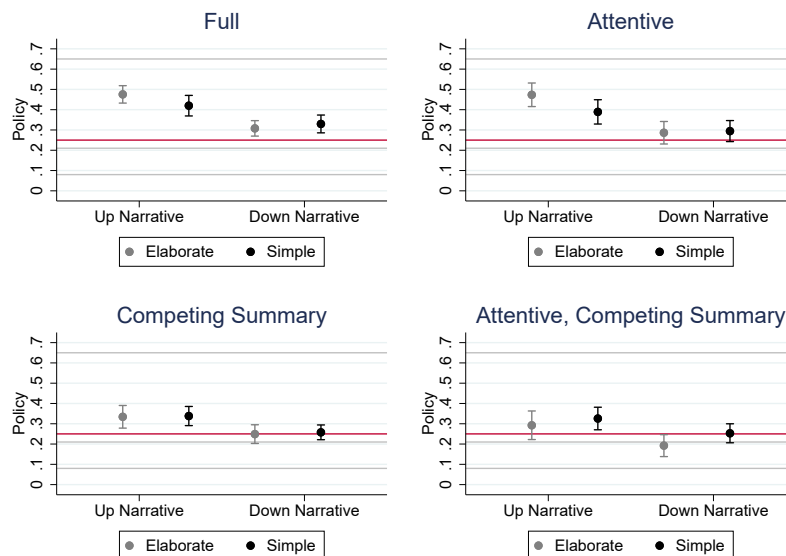 Full
Policy
0 .1 .2 .3 .4 .5 .6 .7
Up Narrative Down Narrative
Elaborate Simple
Attentive
Policy
0 .1 .2 .3 .4 .5 .6 .7
Up Narrative Down Narrative
Elaborate Simple
Competing Summary
Policy
0 .1 .2 .3 .4 .5 .6 .7
Up Narrative Down Narrative
Elaborate Simple
Attentive, Competing Summary
Policy
0 .1 .2 .3 .4 .5 .6 .7
Up Narrative Down Narrative
Elaborate Simple